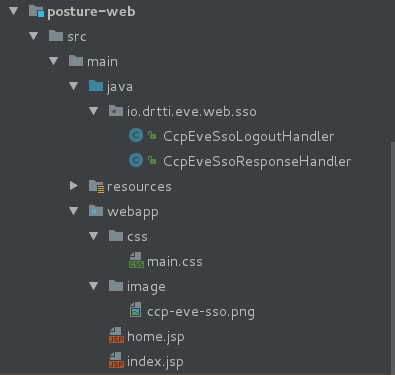 posture-web
src
main
java
io.drtti.eve.web.sso
CcpEveSsoLogoutHandler
CcpEveSsoResponseHandler
resources
webapp
css
main.css
image
ccp-eve-sso.png
home.jsp
index.jsp